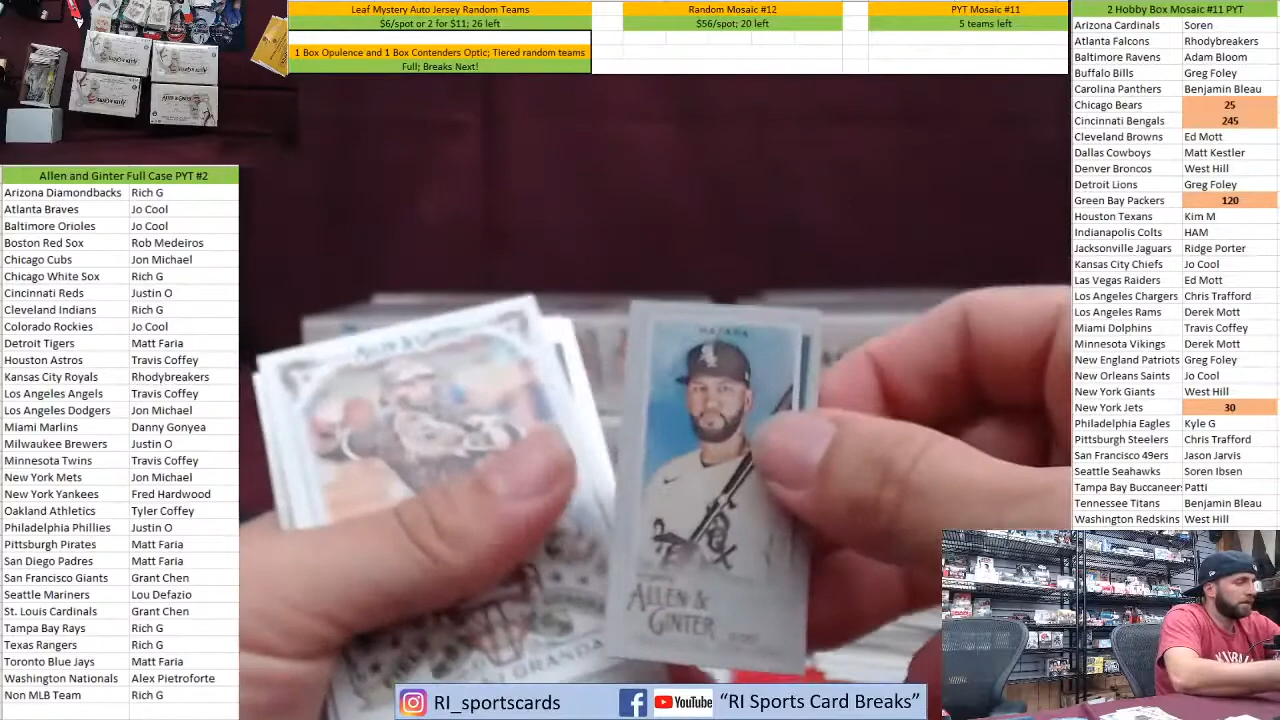 Leaf Mystery Auto Jersey Random Teams
$6/spot or 2 for $11; 26 left
1 Box Opulence and 1 Box Contenders Optic; Tiered random teams
Full; Breaks Next!
Random Mosaic #12
$56/spot; 20 left
PYT Mosaic #11
5 teams left
2 Hobby Box Mosaic #11 PYT
Arizona Cardinals Soren
Atlanta Falcons Rhodybreakers
Baltimore Ravens Adam Bloom
Buffalo Bills Greg Foley
Carolina Panthers Benjamin Bleau
Chicago Bears 25
Cincinnati Bengals 245
Cleveland Browns Ed Mott
Dallas Cowboys Matt Kestler
Denver Broncos West Hill
Detroit Lions Greg Foley
Green Bay Packers 120
Houston Texans Kim M
Indianapolis Colts HAM
Jacksonville Jaguars Ridge Porter
Kansas City Chiefs Jo Cool
Las Vegas Raiders Ed Mott
Los Angeles Chargers Chris Trafford
Los Angeles Rams Derek Mott
Miami Dolphins Travis Coffey
Minnesota Vikings Derek Mott
New England Patriots Greg Foley
New Orleans Saints Jo Cool
New York Giants West Hill
New York Jets 30
Philadelphia Eagles Kyle G
Pittsburgh Steelers Chris Trafford
San Francisco 49ers Jason Jarvis
Seattle Seahawks Soren Ibsen
Tampa Bay Buccaneer Patti
Tennessee Titans Benjamin Bleau
Washington Redskins West Hill
Allen and Ginter Full Case PYT #2
Arizona Diamondbacks Rich G
Atlanta Braves Jo Cool
Baltimore Orioles Jo Cool
Boston Red Sox Rob Medeiros
Chicago Cubs Jon Michael
Chicago White Sox Rich G
Cincinnati Reds Justin O
Cleveland Indians Rich G
Colorado Rockies Jo Cool
Detroit Tigers Matt Faria
Houston Astros Travis Coffey
Kansas City Royals Rhodybreakers
Los Angeles Angels Travis Coffey
Los Angeles Dodgers Jon Michael
Miami Marlins Danny Gonyea
Milwaukee Brewers Justin O
Minnesota Twins Travis Coffey
New York Mets Jon Michael
New York Yankees Fred Hardwood
Oakland Athletics Tyler Coffey
Philadelphia Phillies Justin O
Pittsburgh Pirates Matt Faria
San Diego Padres Matt Faria
San Francisco Giants Grant Chen
Seattle Mariners Lou Defazio
St. Louis Cardinals Grant Chen
Tampa Bay Rays Rich G
Texas Rangers Rich G
Toronto Blue Jays Matt Faria
Washington Nationals Alex Pietroforte
Non MLB Team Rich G
MAZARA
ALLEN &
GINTER
RI_sportscards
YouTube
"RI Sports Card Breaks"